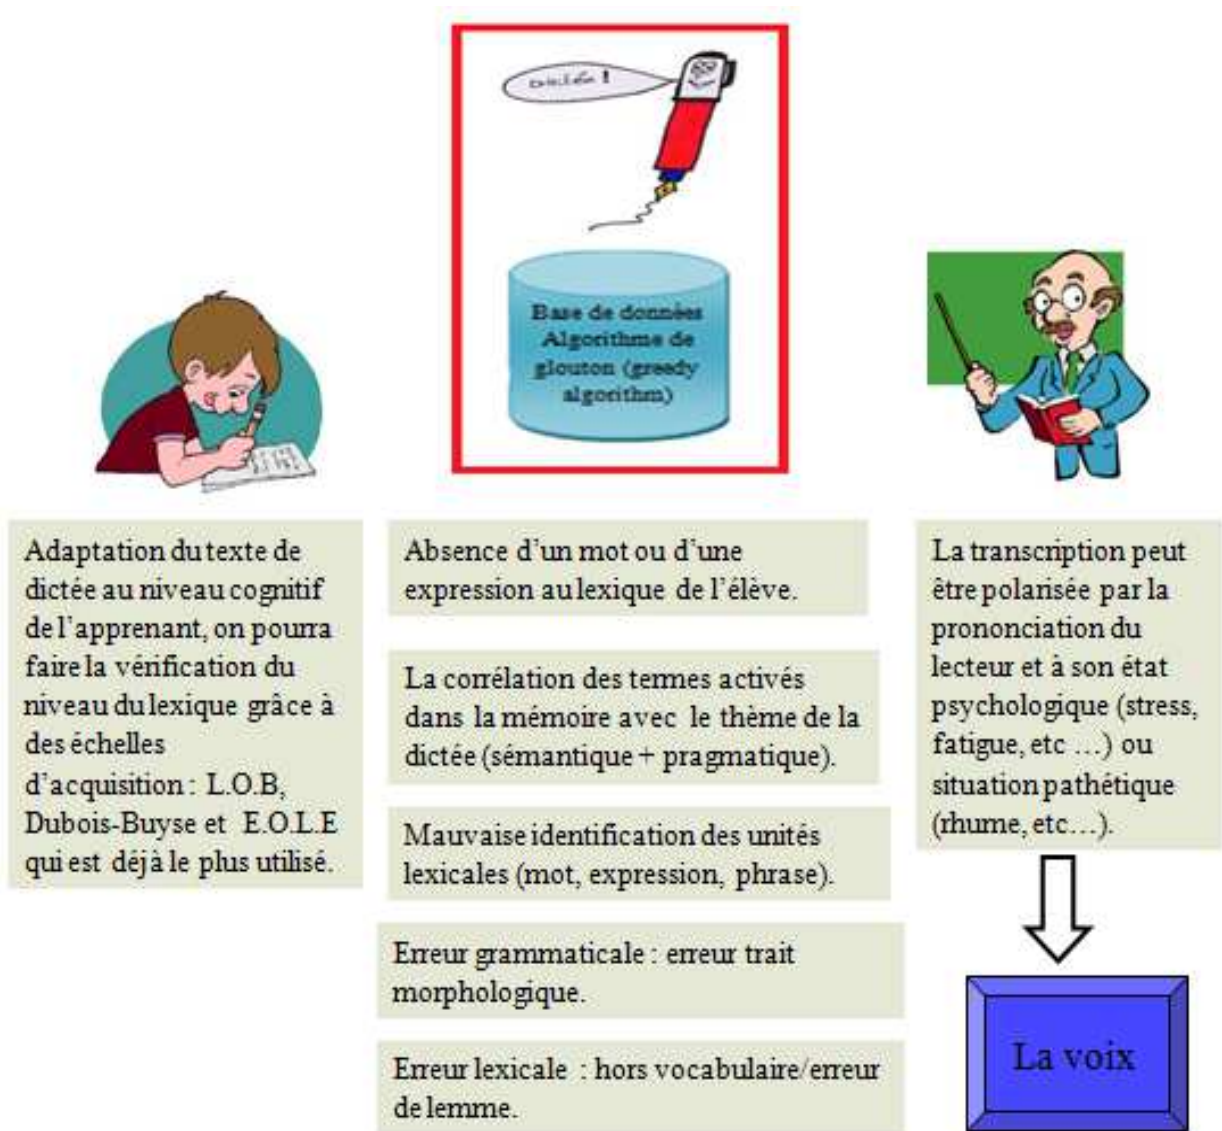 Base de données
Algorithme de
glouton (greedy
algorithm)
Adaptation du texte de
dictée au niveau cognitif
de l’apprenant, on pourra
faire la vérification du
niveau du lexique grâce à
des échelles
d’acquisition : L.O.B,
Dubois-Buyse et E.O.L.E
qui est déjà le plus utilisé.
Absence d’un mot ou d’une
expression au lexique de l’élève.
La corrélation des termes activés
dans la mémoire avec le thème de la
dictée (sémantique + pragmatique).
Mauvaise identification des unités
lexicales (mot, expression, phrase).
Erreur grammaticale : erreur trait
morphologique.
Erreur lexicale : hors vocabulaire/erreur
de lemme.
La transcription peut
être polarisée par la
prononciation du
lecteur et à son état
psychologique (stress,
fatigue, etc …) ou
situation pathétique
(rhume, etc…).
La voix